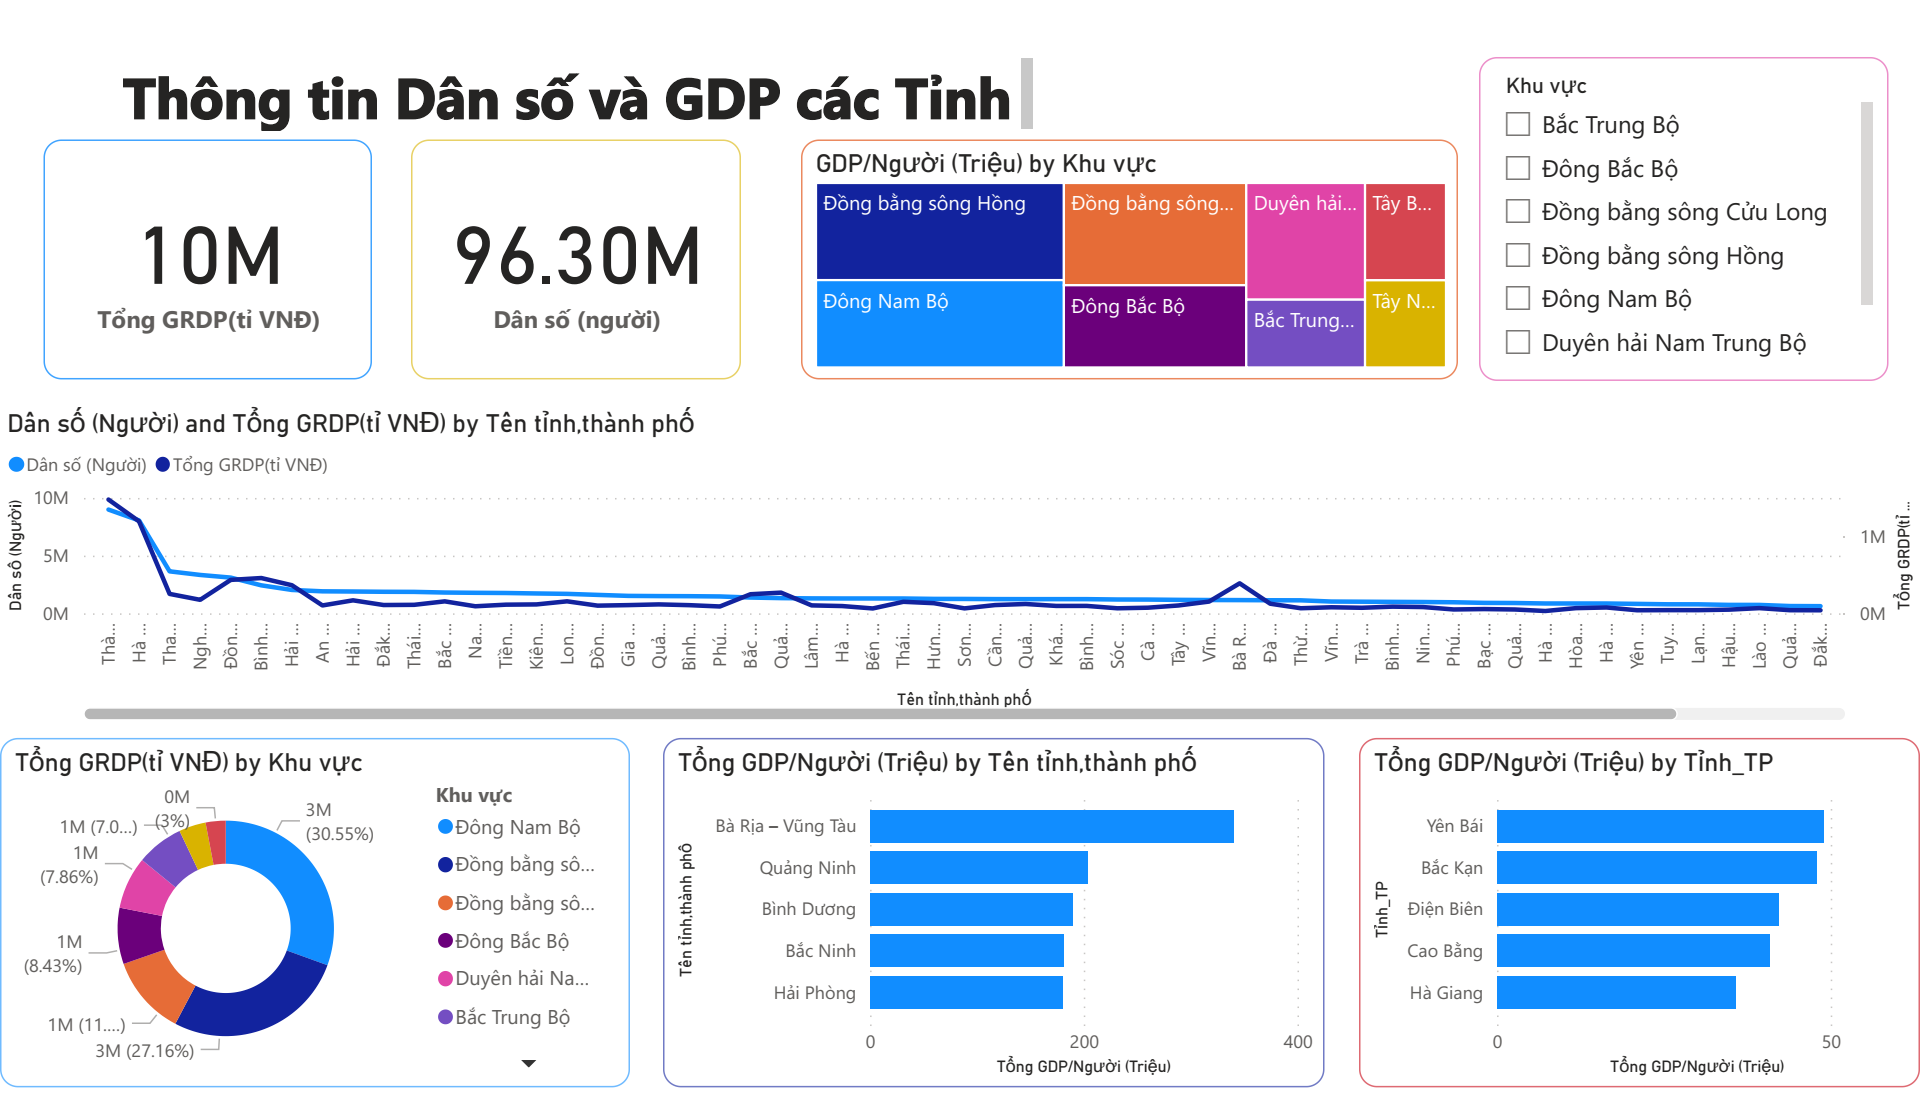 Thông tin Dân số và GDP các Tỉnh
10M
Tổng GRDP(tỉ VNĐ)
96.30M
Dân số (người)
GDP/Người (Triệu) by Khu vực
Đồng bằng sông Hồng
Đông Nam Bộ
Đồng bằng sông...
Đông Bắc Bộ
Duyên hải...
Bắc Trung...
Tây B...
Tây N...
Khu vực
Bắc Trung Bộ
Đông Bắc Bộ
Đồng bằng sông Cửu Long
Đồng bằng sông Hồng
Đông Nam Bộ
Duyên hải Nam Trung Bộ
Dân số (Người) and Tổng GRDP(tỉ VNĐ) by Tên tỉnh,thành phố
Dân số (Người)
Tổng GRDP(tỉ VNĐ)
Dân số (Người)
10M
5M
0M
1M
0M
Tổng GRDP(tỉ ...
Thà...
Hà ...
Tha...
Ngh...
Đồn...
Bình...
Hải ...
An ...
Hải ...
Đắk...
Thái...
Bắc ...
Na...
Tiền...
Kiên...
Lon...
Đồn...
Gia ...
Quả...
Bình...
Phú...
Bắc ...
Quả...
Lâm...
Hà ...
Bến ...
Thái...
Hưn...
Sơn...
Cần...
Quả...
Khá...
Bình...
Sóc ...
Cà ...
Tây ...
Vĩn...
Bà R...
Đà ...
Thừ...
Vĩn...
Trà ...
Bình...
Nin...
Phú...
Bạc ...
Quả...
Hà ...
Hòa...
Hà ...
Yên ...
Tuy...
Lạn...
Hậu...
Lào ...
Quả...
Đắk...
Tên tỉnh,thành phố
Tổng GRDP(tỉ VNĐ) by Khu vực
0M
(3%)
1M (7.0...)
1M
(7.86%)
1M
(8.43%)
1M (11....)
3M (27.16%)
3M
(30.55%)
Khu vực
Đông Nam Bộ
Đồng bằng sô...
Đồng bằng sô...
Đông Bắc Bộ
Duyên hải Na...
Bắc Trung Bộ
Tổng GDP/Người (Triệu) by Tên tỉnh,thành phố
Tên tỉnh,thành phố
Bà Rịa – Vũng Tàu
Quảng Ninh
Bình Dương
Bắc Ninh
Hải Phòng
0
200
400
Tổng GDP/Người (Triệu)
Tổng GDP/Người (Triệu) by Tỉnh_TP
Tỉnh_TP
Yên Bái
Bắc Kạn
Điện Biên
Cao Bằng
Hà Giang
0
50
Tổng GDP/Người (Triệu)